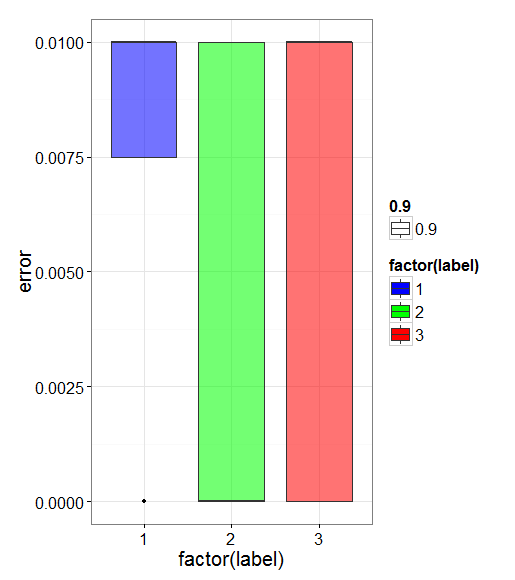 0.0100
0.0075
0.0050
0.0025
0.0000
error
1 2 3
factor(label)
0.9
0.9
factor(label)
1
2
3